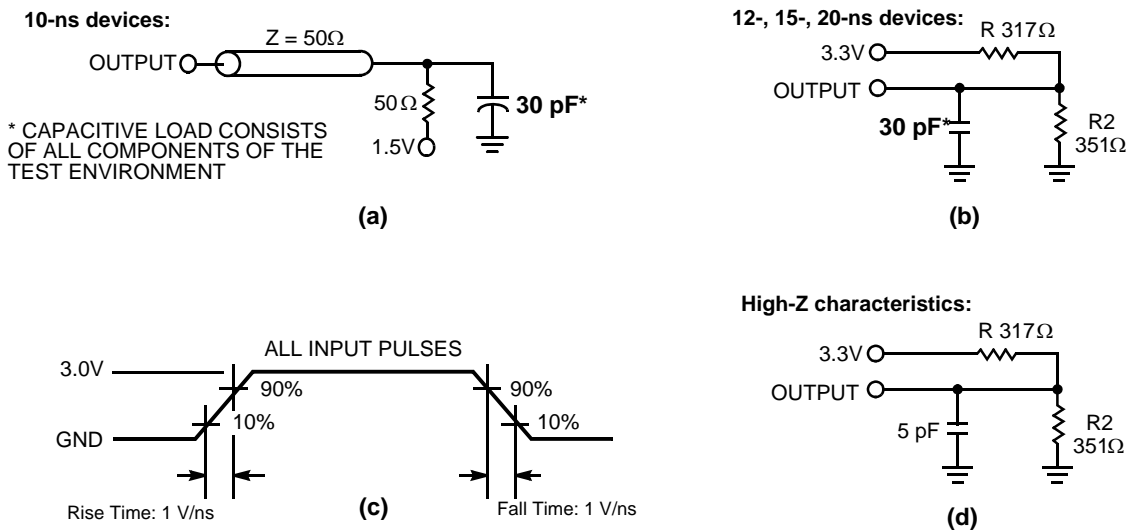 10-ns devices:
Z = 50Ω
OUTPUT
50Ω
30 pF*
1.5V
* CAPACITIVE LOAD CONSISTS
OF ALL COMPONENTS OF THE
TEST ENVIRONMENT
(a)
12-, 15-, 20-ns devices:
R 317Ω
3.3V
OUTPUT
30 pF*
R2
351Ω
(b)
ALL INPUT PULSES
3.0V
90%
90%
10%
10%
GND
Rise Time: 1 V/ns
(c)
Fall Time: 1 V/ns
High-Z characteristics:
R 317Ω
3.3V
OUTPUT
5 pF
R2
351Ω
(d)